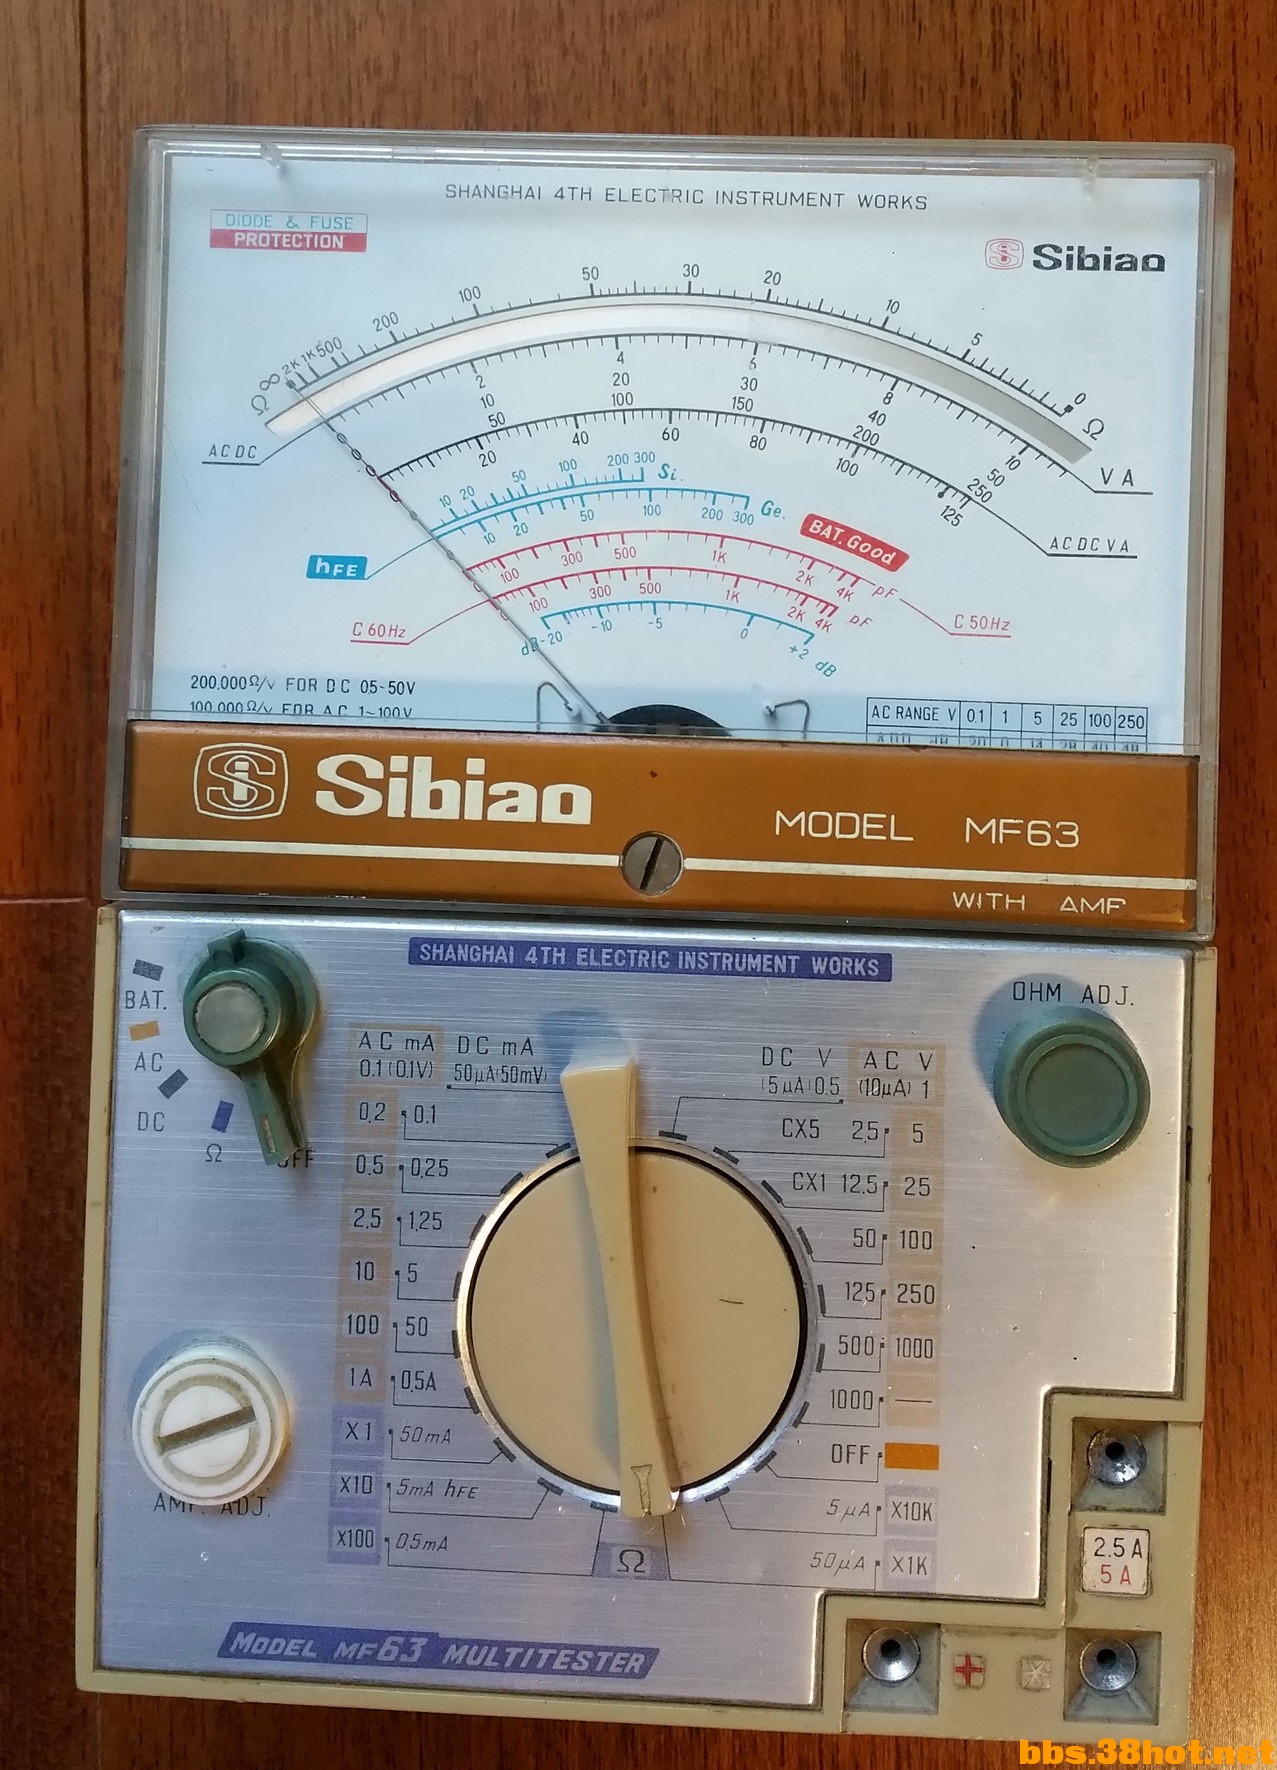 SHANGHAI 4TH ELECTRIC INSTRUMENT WORKS
DIODE & FUSE
PROTECTION
Sibiao
Ω ∞ 2K 1K 500 200 100 50 30 20 10 5 0 Ω
AC DC
2 4 6 8 10
V A
10 20 30 40 50
50 100 150 200 250
20 40 60 80 100 125
AC DC V A
10 20 50 100 200 300 Si.
10 20 50 100 200 300 Ge.
hFE
BAT. Good
100 300 500 1K 2K 4K pF
C 50Hz
100 300 500 1K 2K 4K pF
C 60Hz
dB -20 -10 -5 0 +2 dB
200,000Ω/V FOR DC 0.5~50V
100,000Ω/V FOR AC 1~100V
AC RANGE V 0.1 1 5 25 100 250
Sibiao
MODEL MF63
WITH AMP
SHANGHAI 4TH ELECTRIC INSTRUMENT WORKS
BAT.
AC
DC
Ω
OFF
OHM ADJ.
AC mA DC mA
0.1 (0.1V) 50μA (50mV)
0.2 0.1
0.5 0.25
2.5 1.25
10 5
100 50
1A 0.5A
X1 50mA
X10 5mA hFE
X100 0.5mA
DC V AC V
(5μA) 0.5 (10μA) 1
CX5 2.5 5
CX1 12.5 25
50 100
125 250
500 1000
1000 —
OFF
5μA X10K
50μA X1K
Ω
AMP. ADJ.
2.5A
5A
MODEL MF63 MULTITESTER
+
bbs.38hot.net